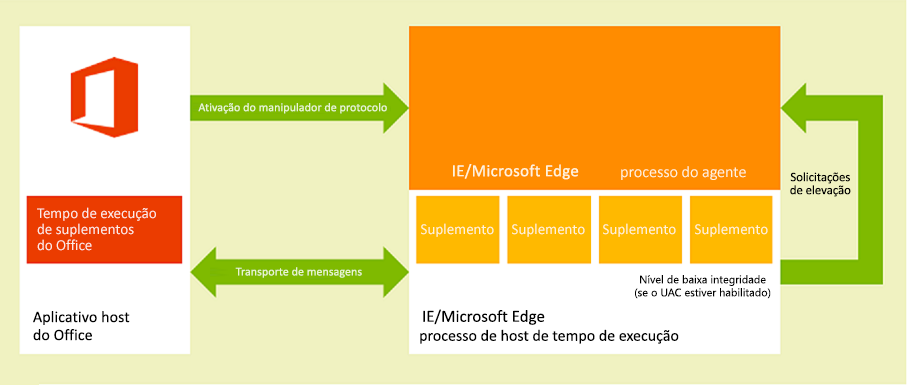 Ativação do manipulador de protocolo
IE/Microsoft Edge processo do agente
Solicitações
de elevação
Tempo de execução
de suplementos
do Office
Suplemento Suplemento Suplemento Suplemento
Transporte de mensagens
Nível de baixa integridade
(se o UAC estiver habilitado)
Aplicativo host
do Office
IE/Microsoft Edge
processo de host de tempo de execução